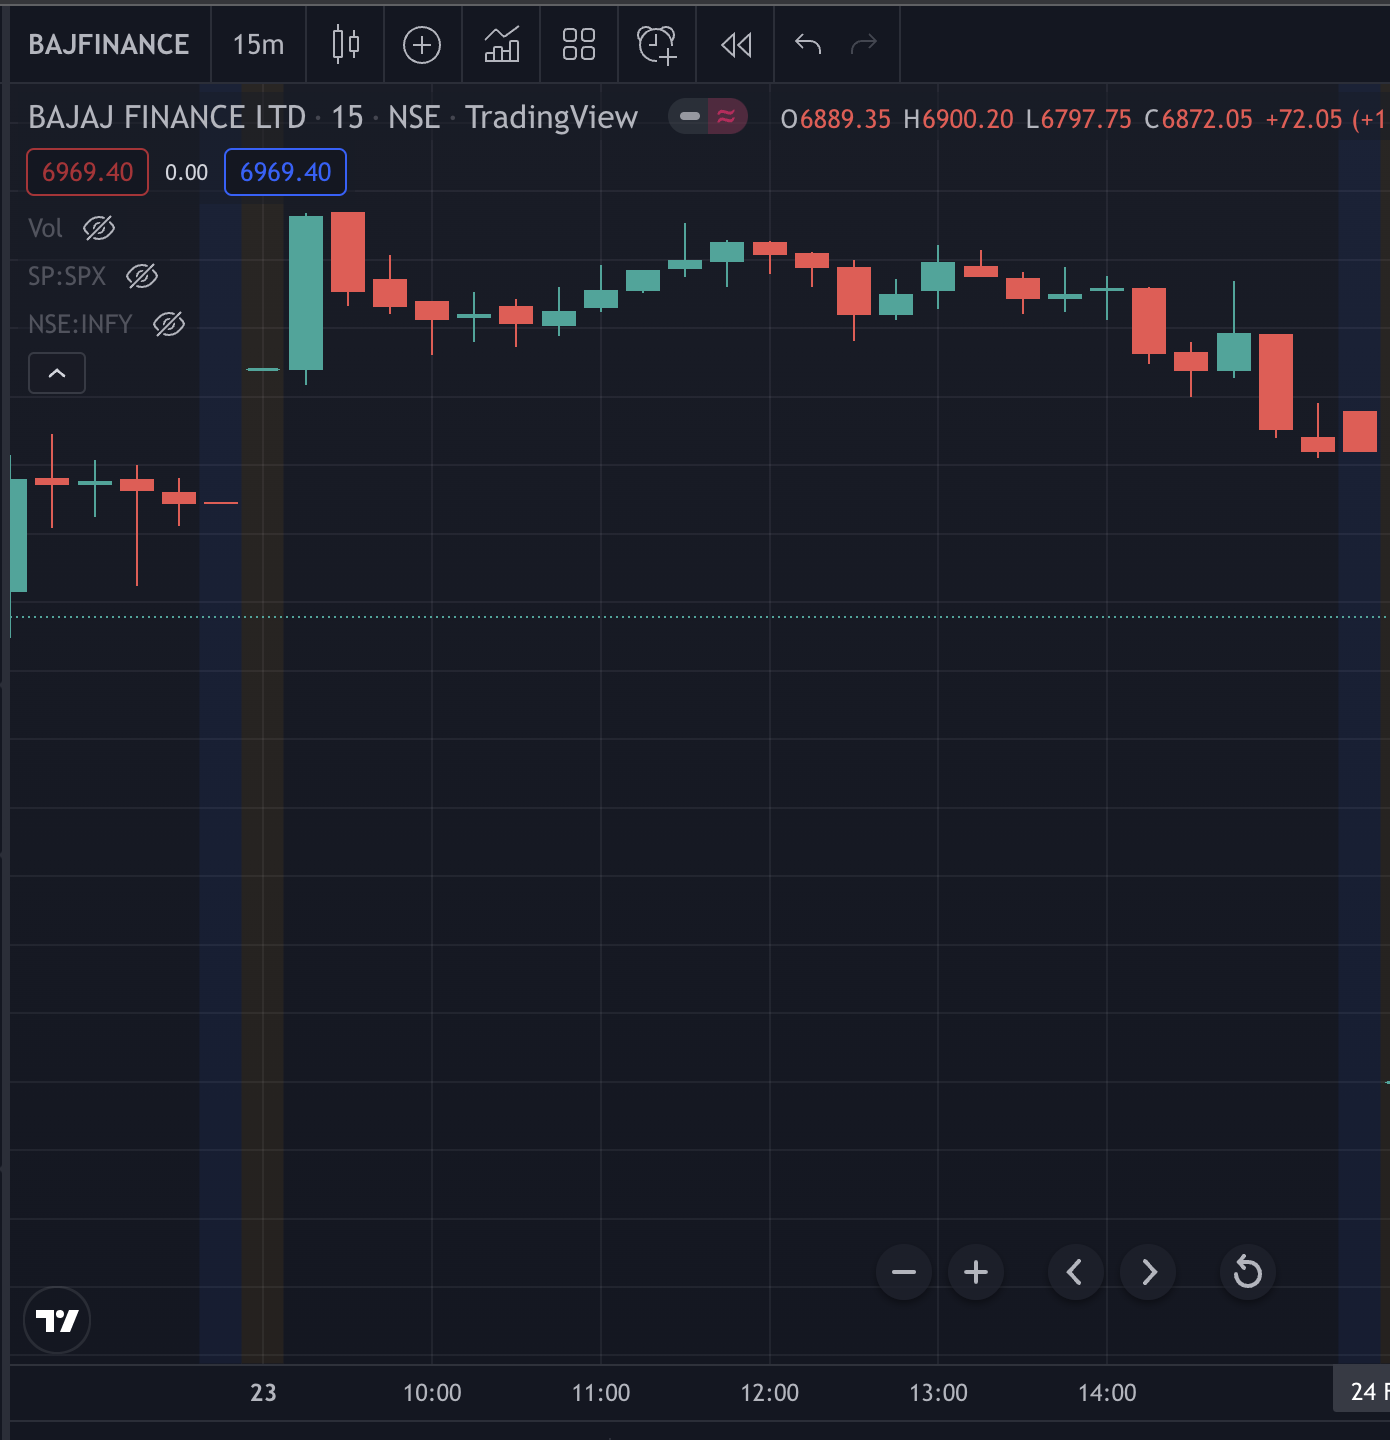 BAJFINANCE 15m
BAJAJ FINANCE LTD · 15 · NSE · TradingView O6889.35 H6900.20 L6797.75 C6872.05 +72.05 (+1
6969.40 0.00 6969.40
Vol
SP:SPX
NSE:INFY
23 10:00 11:00 12:00 13:00 14:00 24 F